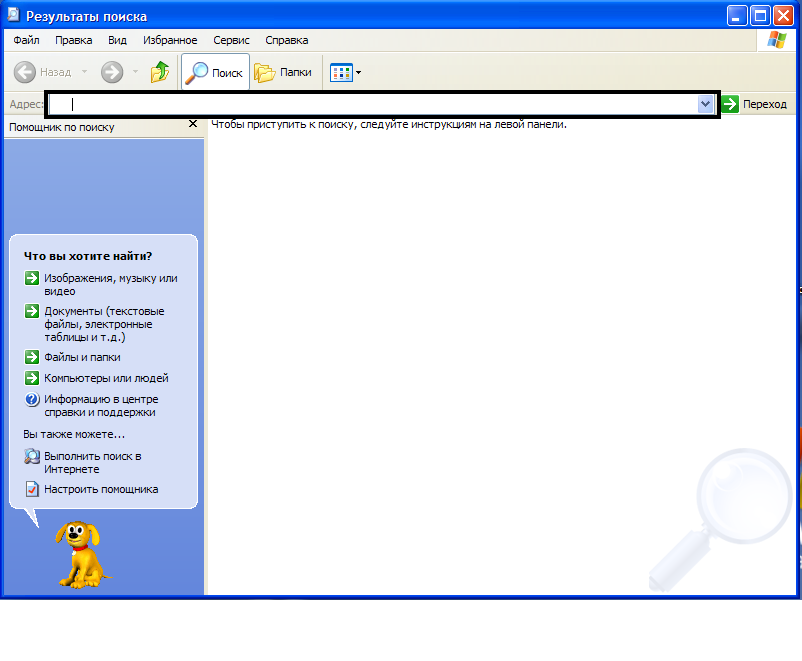 Результаты поиска
Файл Правка Вид Избранное Сервис Справка
Назад Поиск Папки
Адрес: Переход
Помощник по поиску
Чтобы приступить к поиску, следуйте инструкциям на левой панели.
Что вы хотите найти?
Изображения, музыку или
видео
Документы (текстовые
файлы, электронные
таблицы и т.д.)
Файлы и папки
Компьютеры или людей
Информацию в центре
справки и поддержки
Вы также можете...
Выполнить поиск в
Интернете
Настроить помощника